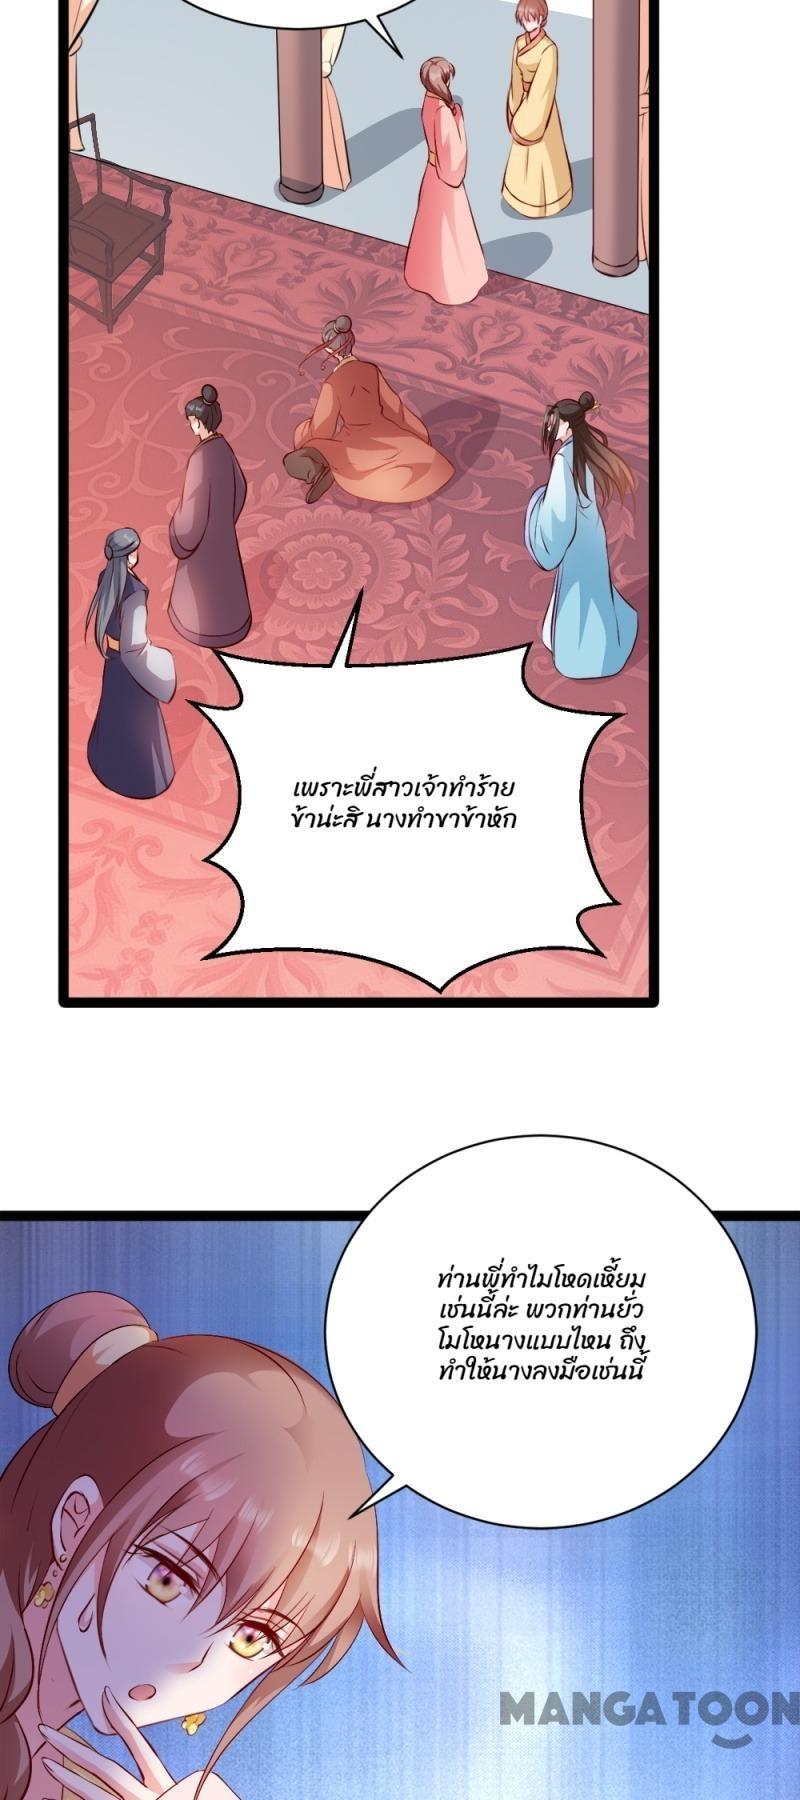 เพราะพี่สาวเจ้าทำร้าย
ข้าน่ะสิ นางทำขาข้าหัก
ท่านพี่ทำไมโหดเหี้ยม
เช่นนี้ล่ะ พวกท่านยั่ว
โมโหนางแบบไหน ถึง
ทำให้นางลงมือเช่นนี้
MANGATOON